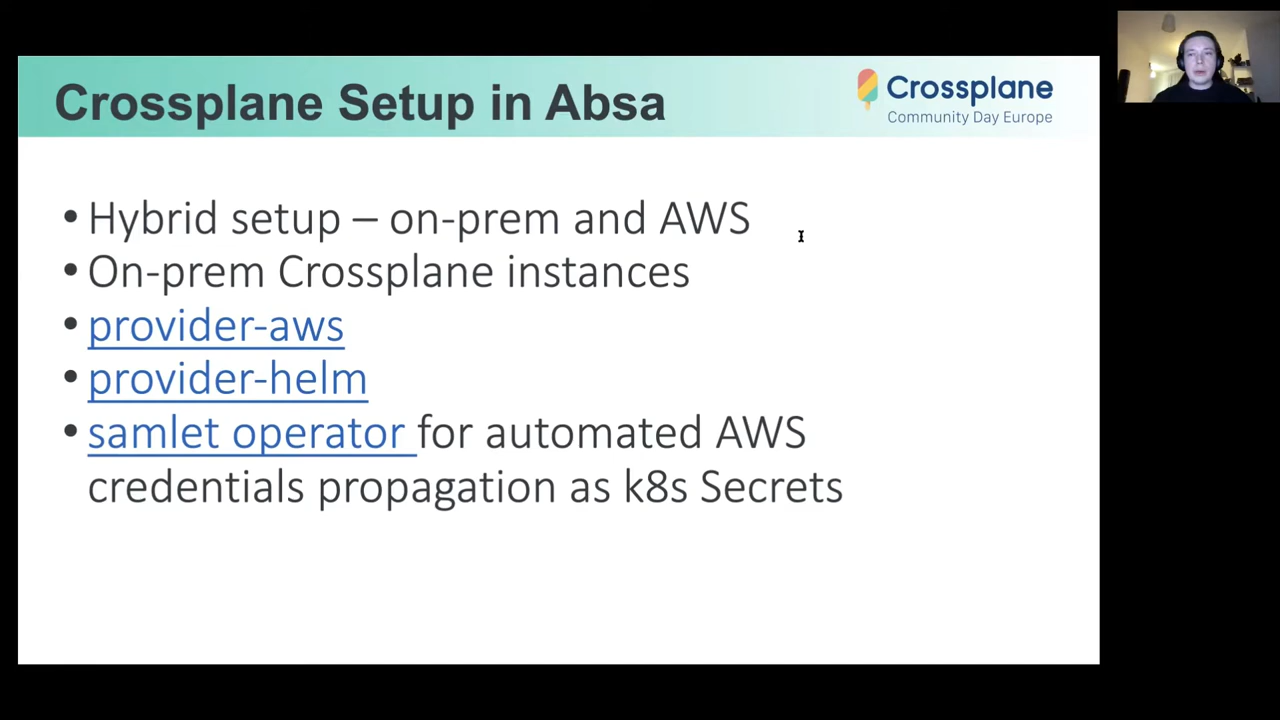 Crossplane Setup in Absa
Crossplane
Community Day Europe
• Hybrid setup – on-prem and AWS
• On-prem Crossplane instances
• provider-aws
• provider-helm
• samlet operator for automated AWS
credentials propagation as k8s Secrets